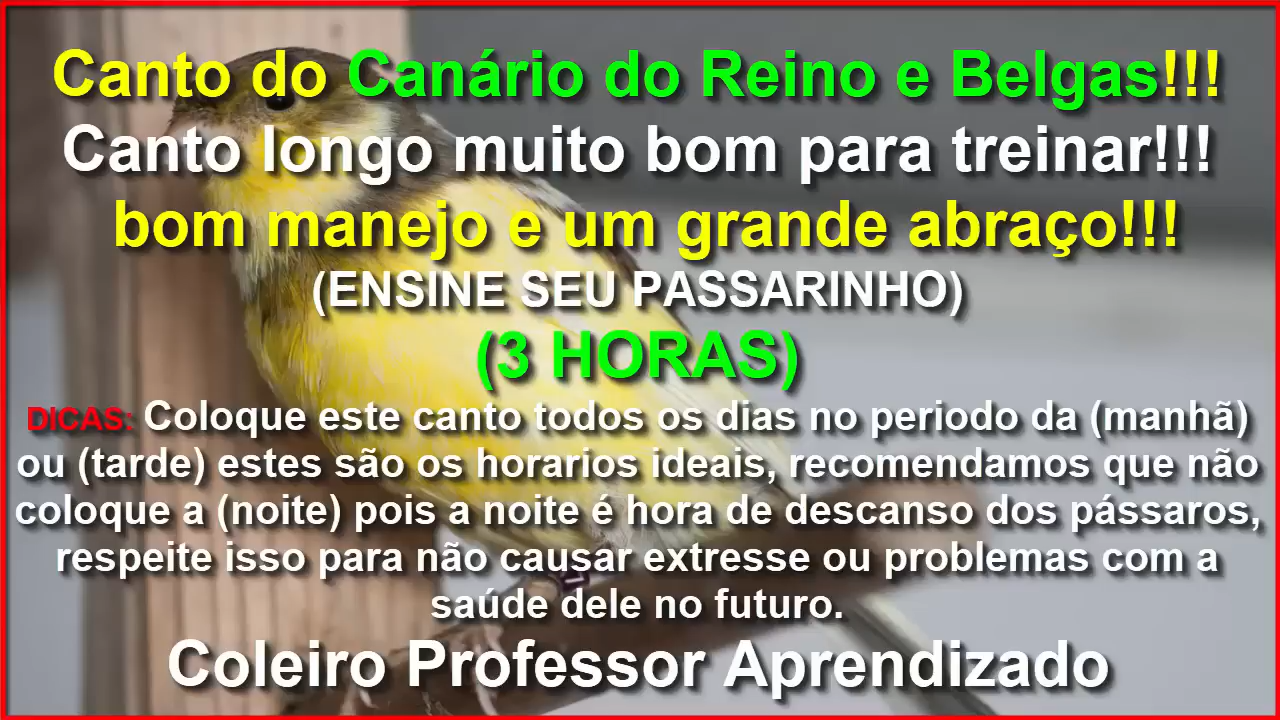 Canto do Canário do Reino e Belgas!!!
Canto longo muito bom para treinar!!!
bom manejo e um grande abraço!!!
(ENSINE SEU PASSARINHO)
(3 HORAS)
DICAS: Coloque este canto todos os dias no periodo da (manhã)
ou (tarde) estes são os horarios ideais, recomendamos que não
coloque a (noite) pois a noite é hora de descanso dos pássaros,
respeite isso para não causar extresse ou problemas com a
saúde dele no futuro.
Coleiro Professor Aprendizado